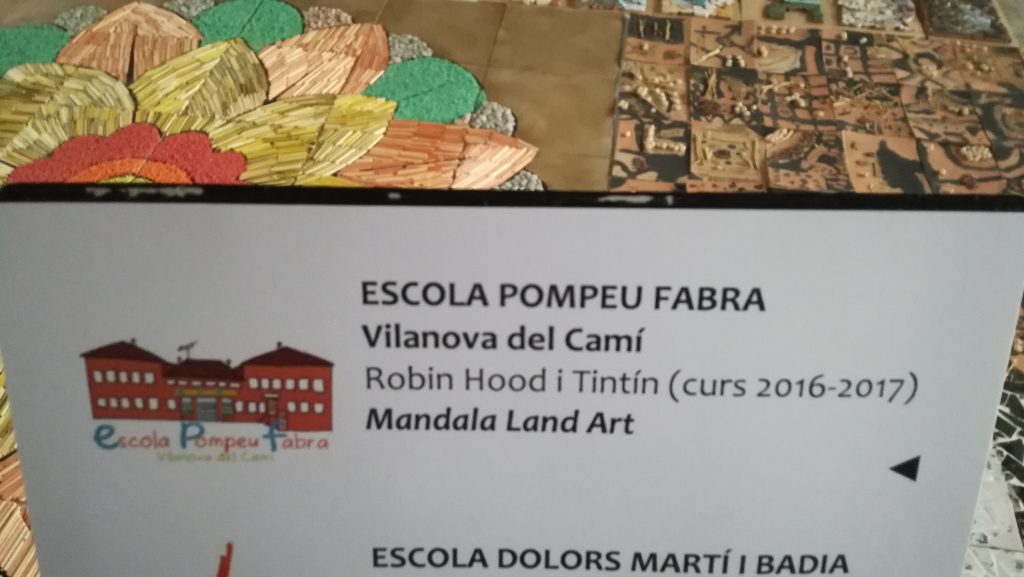 ESCOLA POMPEU FABRA
Vilanova del Camí
Robin Hood i Tintín (curs 2016-2017)
Mandala Land Art
escola Pompeu Fabra
Vilanova del Camí
ESCOLA DOLORS MARTÍ I BADIA